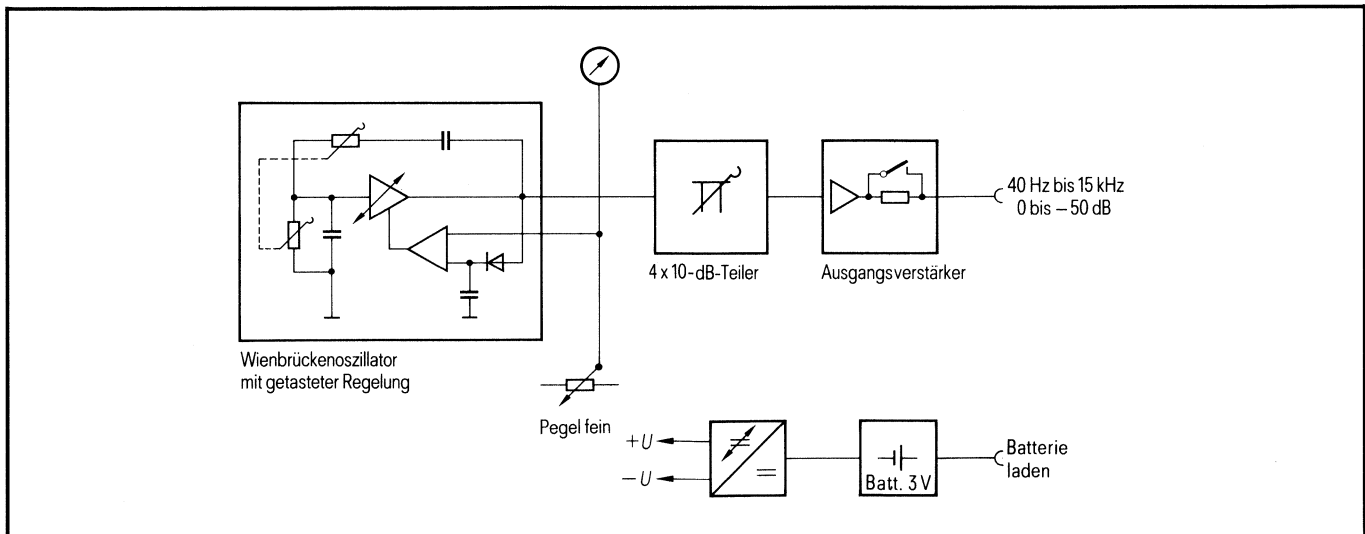 40 Hz bis 15 kHz
0 bis – 50 dB
4 x 10-dB-Teiler
Ausgangsverstärker
Wienbrückenoszillator
mit getasteter Regelung
Pegel fein
+U
–U
Batt. 3 V
Batterie
laden